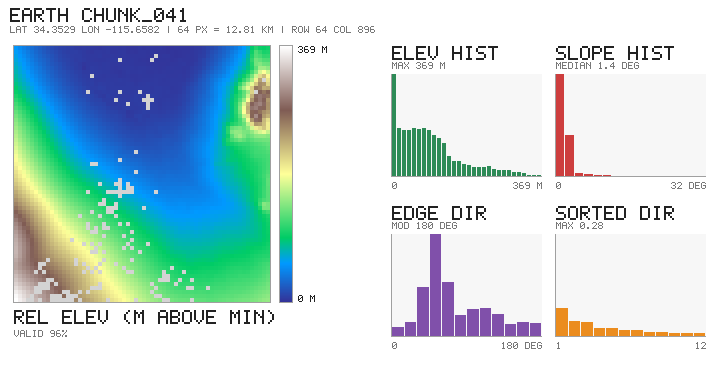 EARTH CHUNK_041
LAT 34.3529 LON -115.6582 | 64 PX = 12.81 KM | ROW 64 COL 896
369 M
0 M
REL ELEV (M ABOVE MIN)
VALID 96%
ELEV HIST
MAX 369 M
0 369 M
SLOPE HIST
MEDIAN 1.4 DEG
0 32 DEG
EDGE DIR
MOD 180 DEG
0 180 DEG
SORTED DIR
MAX 0.28
1 12